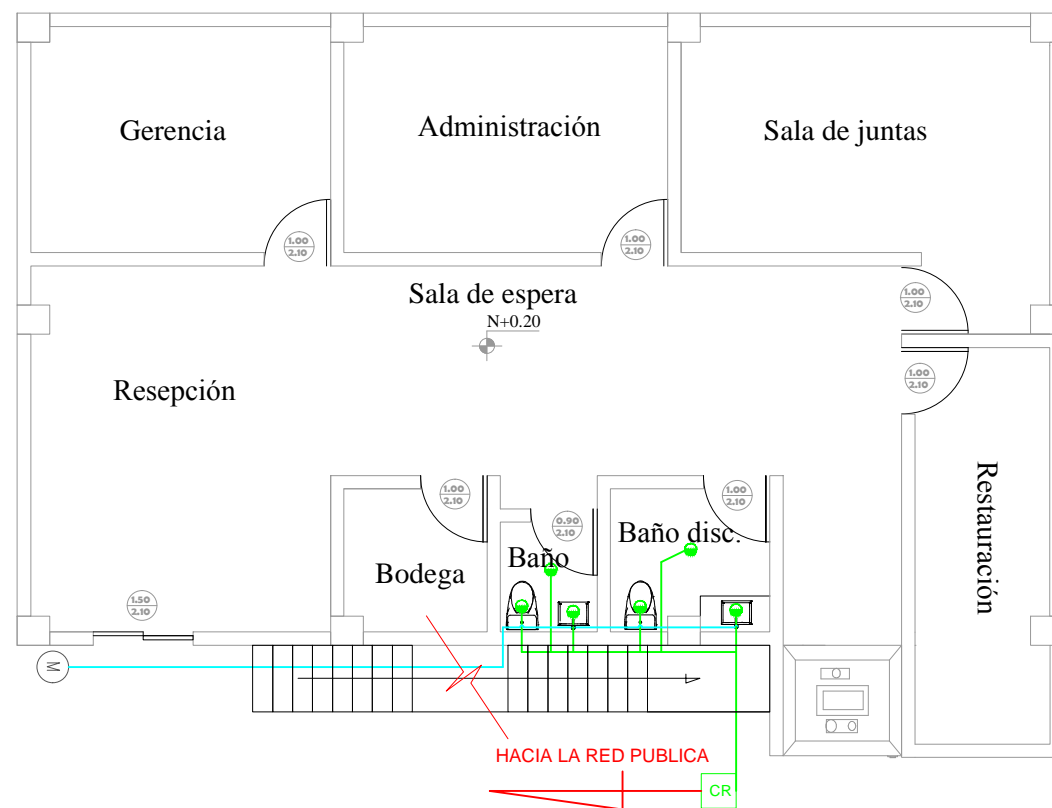 Gerencia
Administración
Sala de juntas
1.00
2.10
1.00
2.10
Sala de espera
N+0.20
1.00
2.10
1.00
2.10
Resepción
Restauración
1.00
2.10
1.00
2.10
0.90
2.10
Baño disc.
Baño
Bodega
1.50
2.10
M
HACIA LA RED PUBLICA
CR